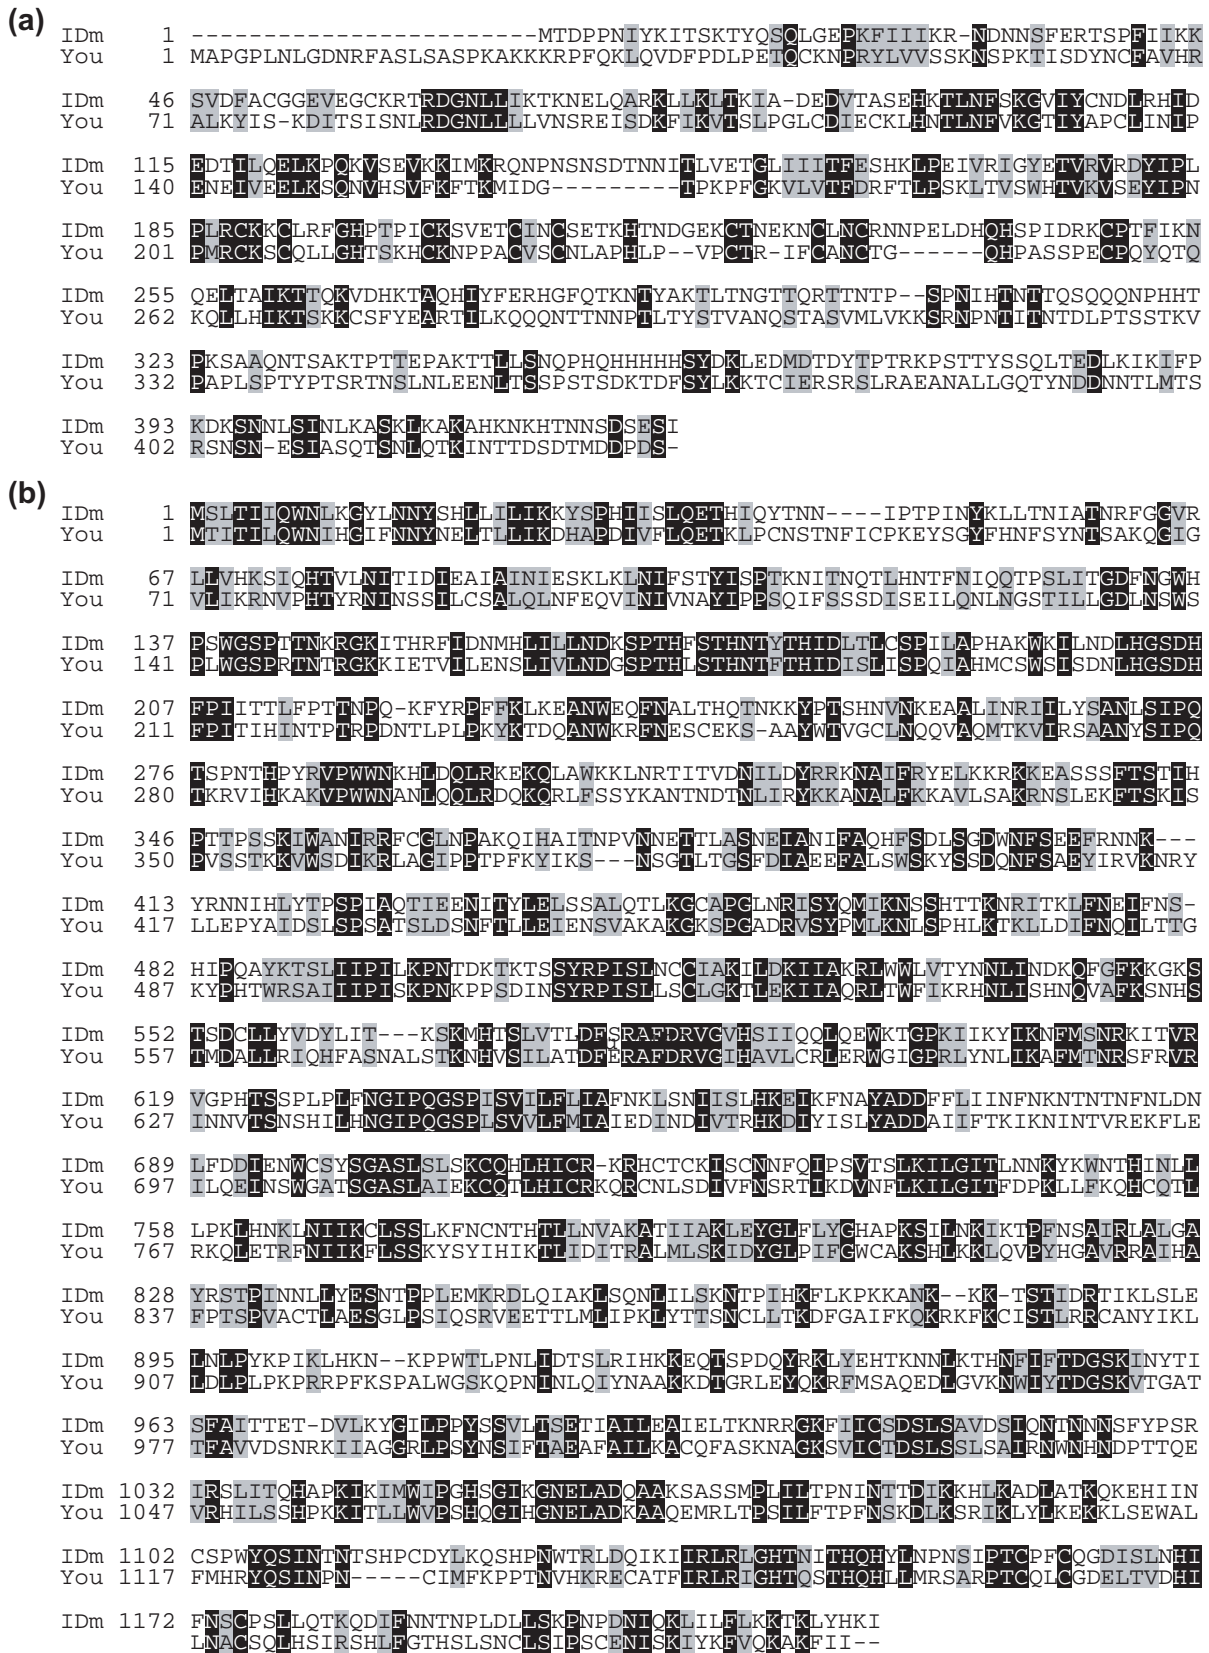 (a)
IDm 1 -------------------------MTDPPNIYKITSKTYQSQLGEPKFIIIKR-NDNNSFERTSPFIIKK
You 1 MAPGPLNLGDNRFASLSASPKAKKKRPFQKLQVDFPDLPETQCKNPRYLVVSSKNSPKTISDYNCFAVHR
IDm 46 SVDFACGGEVEGCKRTRDGNLLIKTKNELQARKLLKLTKIA-DEDVTASEHKTLNFSKGVIYCNDLRHID
You 71 ALKYIS-KDITSISNLRDGNLLLLVNSREISDKFIKVTSLPGLCDIECKLHNTLNFVKGTIYAPCLINIP
IDm 115 EDTILQELKPQKVSEVKKIMKRQNPNSNSDTNNITLVETGLIIITFESHKLPEIVRIGYETVRVRDYIPL
You 140 ENEIVEELKSQNVHSVFKFTKMIDG---------TPKPFGKVLVTFDRFTLPSKLTVSWHTVKVSEYIPN
IDm 185 PLRCKKCLRFGHPTPICKSVETCINCSETKHTNDGEKCTNEKNCLNCRNNPELDHQHSPIDRKCPTFIKN
You 201 PMRCKSCQLLGHTSKHCKNPPACVSCNLAPHLP--VPCTR-IFCANCTG------QHPASSPECPQYQTQ
IDm 255 QELTAIKTTQKVDHKTAQHIYFERHGFQTKNTYAKTLTNGTTQRTTNTP--SPNIHTNTTQSQQQNPHHT
You 262 KQLLHIKTSKKCSFYEARTILKQQQNTTNNPTLTYSTVANQSTASVMLVKKSRNPNTITNTDLPTSSTKV
IDm 323 PKSAAQNTSAKTPTTEPAKTTLLSNQPHQHHHHHSYDKLEDMDTDYTPTRKPSTTYSSQLTEDLKIKIFP
You 332 PAPLSPTYPTSRTNSLNLEENLTSSPSTSDKTDFSYLKKTCIERSRSLRAEANALLGQTYNDDNNTLMTS
IDm 393 KDKSNNLSINLKASKLKAKAHKNKHTNNSDSESI
You 402 RSNSN-ESIASQTSNLQTKINTTDSDTMDDPDS-
(b)
IDm 1 MSLTIIQWNLKGYLNNYSHLLILIKKYSPHIISLQETHIQYTNN----IPTPINYKLLTNIATNRFGGVR
You 1 MTITILQWNIHGIFNNYNELTLLIKDHAPDIVFLQETKLPCNSTNFICPKEYSGYFHNFSYNTSAKQGIG
IDm 67 LLVHKSIQHTVLNITIDIEAIAINIESKLKLNIFSTYISPTKNITNQTLHNTFNIQQTPSLITGDFNGWH
You 71 VLIKRNVPHTYRNINSSILCSALQLNFEQVINIVNAYIPPSQIFSSSDISEILQNLNGSTILLGDLNSWS
IDm 137 PSWGSPTTNKRGKITHRFIDNMHLILLNDKSPTHFSTHNTYTHIDLTLCSPILAPHAKWKILNDLHGSDH
You 141 PLWGSPRTNTRGKKIETVILENSLIVLNDGSPTHLSTHNTFTHIDISLISPQIAHMCSWSISDNLHGSDH
IDm 207 FPIITTLFPTTNPQ-KFYRPFFKLKEANWEQFNALTHQTNKKYPTSHNVNKEAALINRIILYSANLSIPQ
You 211 FPITIHINTPTRPDNTLPLPKYKTDQANWKRFNESCEKS-AAYWTVGCLNQQVAQMTKVIRSAANYSIPQ
IDm 276 TSPNTHPYRVPWWNKHLDQLRKEKQLAWKKLNRTITVDNILDYRRKNAIFRYELKKRKKEASSSFTSTIH
You 280 TKRVIHKAKVPWWNANLQQLRDQKQRLFSSYKANTNDTNLIRYKKANALFKKAVLSAKRNSLEKFTSKIS
IDm 346 PTTPSSKIWANIRRFCGLNPAKQIHAITNPVNNETTLASNEIANIFAQHFSDLSGDWNFSEEFRNNK---
You 350 PVSSTKKVWSDIKRLAGIPPTPFKYIKS---NSGTLTGSFDIAEEFALSWSKYSSDQNFSAEYIRVKNRY
IDm 413 YRNNIHLYTPSPIAQTIEENITYLELSSALQTLKGCAPGLNRISYQMIKNSSHTTKNRITKLFNEIFNS-
You 417 LLEPYAIDSLSPSATSLDSNFTLLEIENSVAKAKGKSPGADRVSYPMLKNLSPHLKTKLLDIFNQILTTG
IDm 482 HIPQAYKTSLIIPILKPNTDKTKTSSYRPISLNCCIAKILDKIIAKRLWWLVTYNNLINDKQFGFKKGKS
You 487 KYPHTWRSAIIIPISKPNKPPSDINSYRPISLLSCLGKTLEKIIAQRLTWFIKRHNLISHNQVAFKSNHS
IDm 552 TSDCLLYVDYLIT---KSKMHTSLVTLDFSRAFDRVGVHSIIQQLQEWKTGPKIIKYIKNFMSNRKITVR
You 557 TMDALLRIQHFASNALSTKNHVSILATDFERAFDRVGIHAVLCRLERWGIGPRLYNLIKAFMTNRSFRVR
IDm 619 VGPHTSSPLPLFNGIPQGSPISVILFLIAFNKLSNIISLHKEIKFNAYADDFFLIINFNKNTNTNFNLDN
You 627 INNVTSNSHILHNGIPQGSPLSVVLFMIAIEDINDIVTRHKDIYISLYADDAIIFTKIKNINTVREKFLE
IDm 689 LFDDIENWCSYSGASLSLSKCQHLHICR-KRHCTCKISCNNFQIPSVTSLKILGITLNNKYKWNTHINLL
You 697 ILQEINSWGATSGASLAIEKCQTLHICRKQRCNLSDIVFNSRTIKDVNFLKILGITFDPKLLFKQHCQTL
IDm 758 LPKLHNKLNIIKCLSSLKFNCNTHTLLNVAKATIIAKLEYGLFLYGHAPKSILNKIKTPFNSAIRLALGA
You 767 RKQLETRFNIIKFLSSKYSYIHIKTLIDITRALMLSKIDYGLPIFGWCAKSHLKKLQVPYHGAVRRAIHA
IDm 828 YRSTPINNLLYESNTPPLEMKRDLQIAKLSQNLILSKNTPIHKFLKPKKANK--KK-TSTIDRTIKLSLE
You 837 FPTSPVACTLAESGLPSIQSRVEETTLMLIPKLYTTSNCLLTKDFGAIFKQKRKFKCISTLRRCANYIKL
IDm 895 LNLPYKPIKLHKN--KPPWTLPNLIDTSLRIHKKEQTSPDQYRKLYEHTKNNLKTHNFIFTDGSKINYTI
You 907 LDLPLPKPRRPFKSPALWGSKQPNINLQIYNAAKKDTGRLEYQKRFMSAQEDLGVKNWIYTDGSKVTGAT
IDm 963 SFAITTET-DVLKYGILPPYSSVLTSETIAILEAIELTKNRRGKFIICSDSLSAVDSIQNTNNNSFYPSR
You 977 TFAVVDSNRKIIAGGRLPSYNSIFTAEAFAILKACQFASKNAGKSVICTDSLSSLSAIRNWNHNDPTTQE
IDm 1032 IRSLITQHAPKIKIMWIPGHSGIKGNELADQAAKSASSMPLILTPNINTTDIKKHLKADLATKQKEHIIN
You 1047 VRHILSSHPKKITLLWVPSHQGIHGNELADKAAQEMRLTPSILFTPFNSKDLKSRIKLYLKEKKLSEWAL
IDm 1102 CSPWYQSINTNTSHPCDYLKQSHPNWTRLDQIKIIRLRLGHTNITHQHYLNPNSIPTCPFCQGDISLNHI
You 1117 FMHRYQSINPN-----CIMFKPPTNVHKRECATFIRLRIGHTQSTHQHLLMRSARPTCQLCGDELTVDHI
IDm 1172 FNSCPSLLQTKQDIFNNTNPLDLLSKPNPDNIQKLILFLKKTKLYHKI
You LNACSQLHSIRSHLFGTHSLSNCLSIPSCENISKIYKFVQKAKFII--